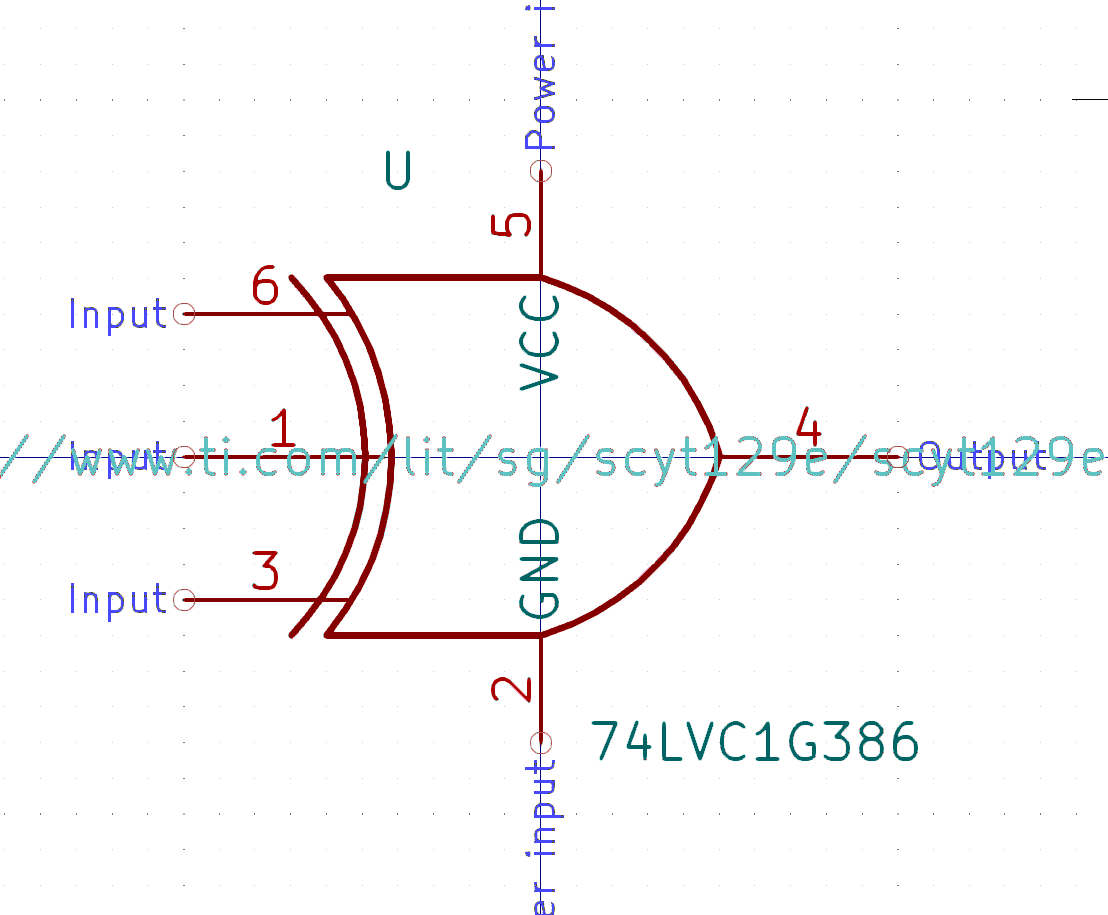 Power i
U
5
6
Input
VCC
1
4
Input
//www.ti.com/lit/sg/scyt129e/scyt129e
Output
GND
3
Input
2
74LVC1G386
er input